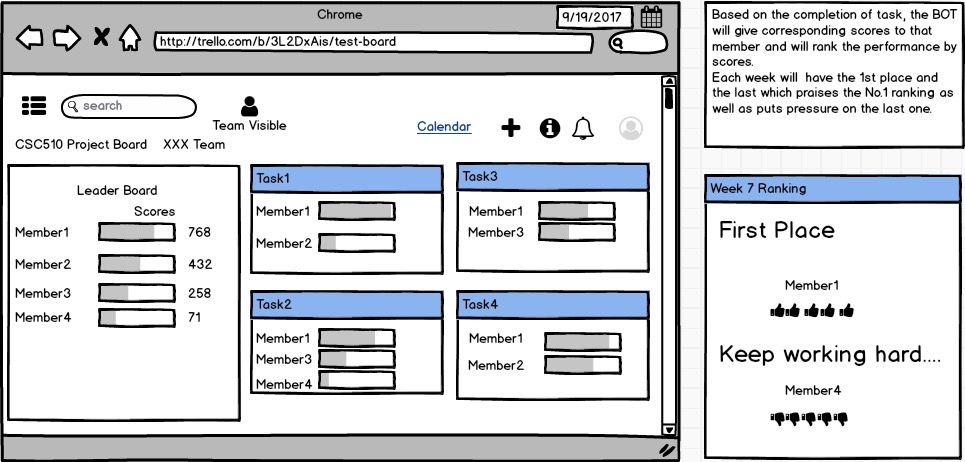 Chrome
9/19/2017
http://trello.com/b/3L2DxAis/test-board
search
Team Visible
Calendar
CSC510 Project Board XXX Team
Leader Board
Scores
Member1 768
Member2 432
Member3 258
Member4 71
Task1
Member1
Member2
Task3
Member1
Member3
Task2
Member1
Member3
Member4
Task4
Member1
Member2
Based on the completion of task, the BOT
will give corresponding scores to that
member and will rank the performance by
scores.
Each week will have the 1st place and
the last which praises the No.1 ranking as
well as puts pressure on the last one.
Week 7 Ranking
First Place
Member1
Keep working hard....
Member4